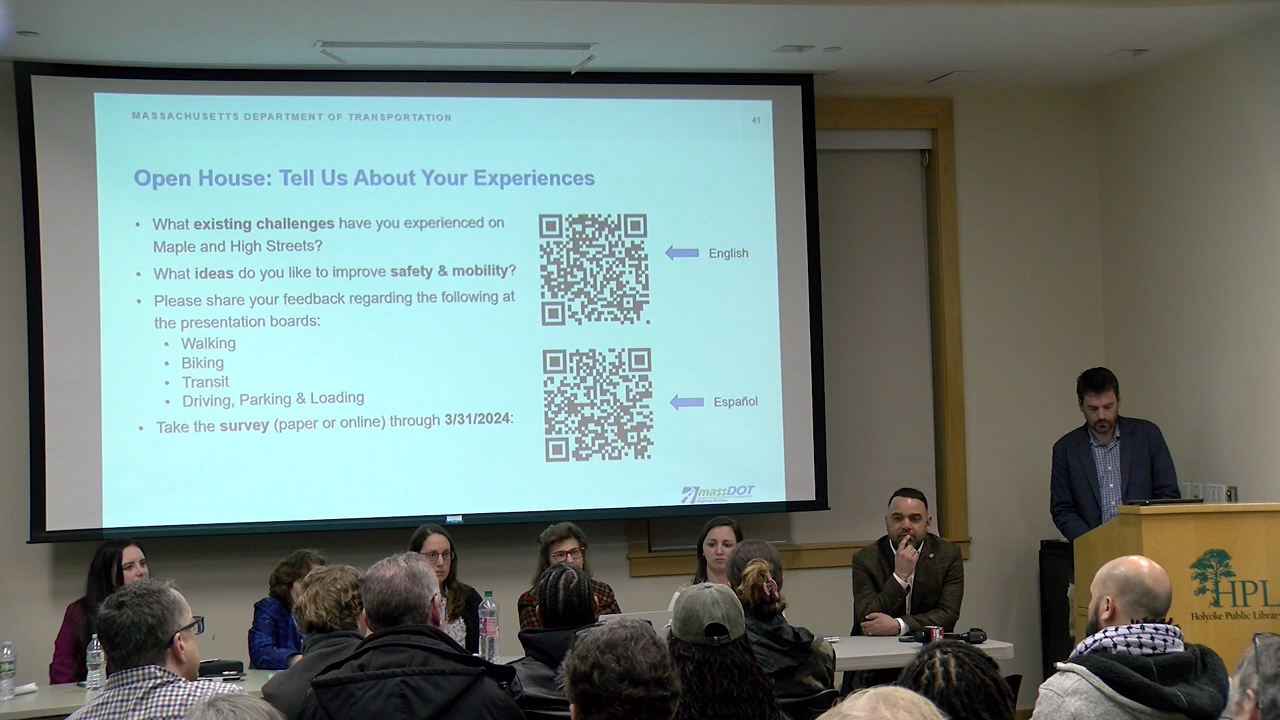 MASSACHUSETTS DEPARTMENT OF TRANSPORTATION
41
Open House: Tell Us About Your Experiences
• What existing challenges have you experienced on
Maple and High Streets?
• What ideas do you like to improve safety & mobility?
• Please share your feedback regarding the following at
the presentation boards:
• Walking
• Biking
• Transit
• Driving, Parking & Loading
• Take the survey (paper or online) through 3/31/2024:
English
Español
massDOT
HPL
Holyoke Public